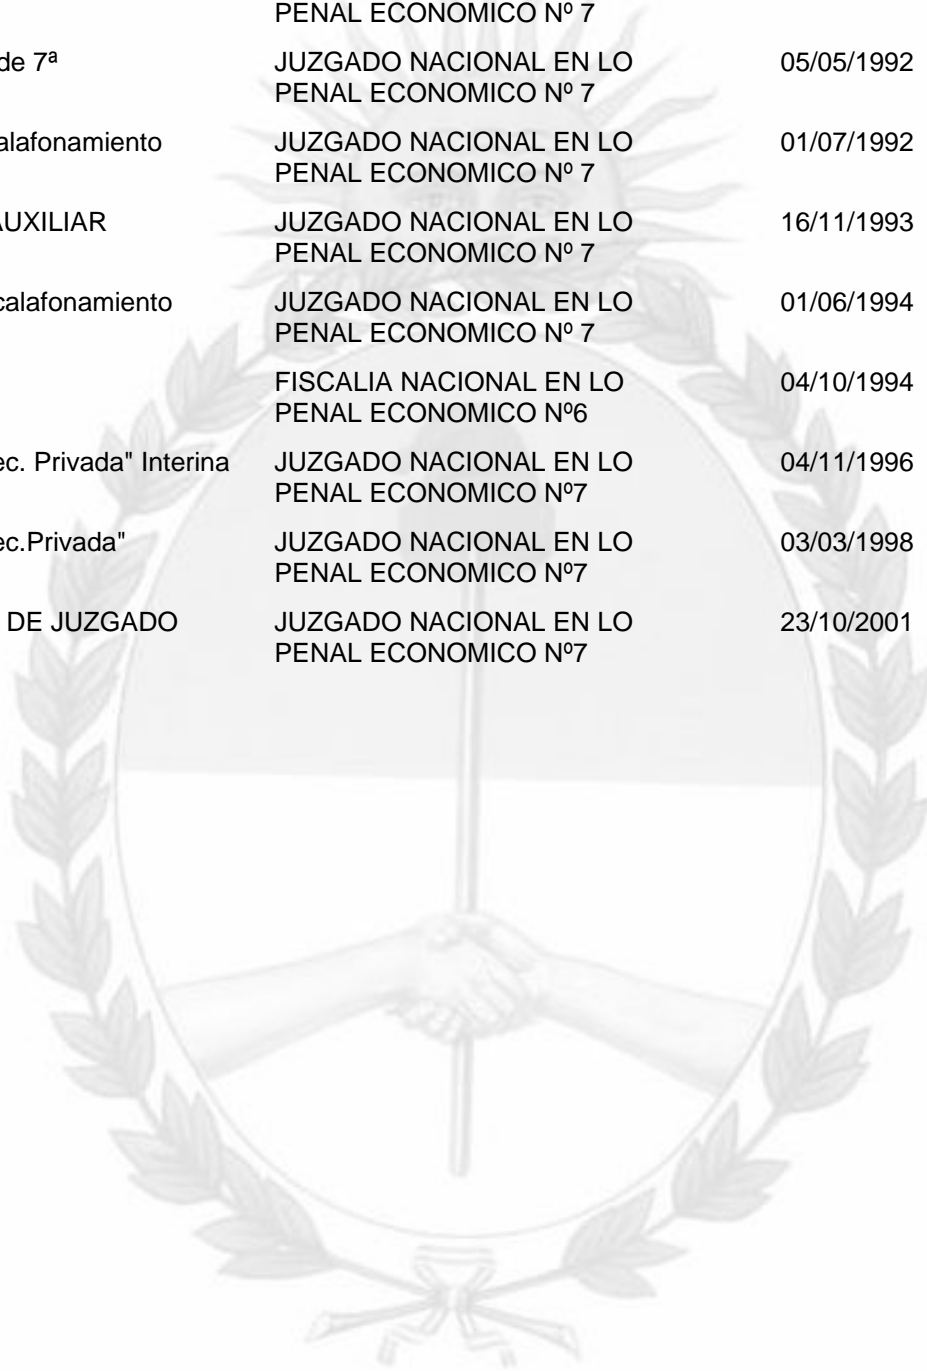 PENAL ECONOMICO Nº 7
de 7ª JUZGADO NACIONAL EN LO 05/05/1992
PENAL ECONOMICO Nº 7
alafonamiento JUZGADO NACIONAL EN LO 01/07/1992
PENAL ECONOMICO Nº 7
AUXILIAR JUZGADO NACIONAL EN LO 16/11/1993
PENAL ECONOMICO Nº 7
calafonamiento JUZGADO NACIONAL EN LO 01/06/1994
PENAL ECONOMICO Nº 7
FISCALIA NACIONAL EN LO 04/10/1994
PENAL ECONOMICO Nº6
ec. Privada" Interina JUZGADO NACIONAL EN LO 04/11/1996
PENAL ECONOMICO Nº7
ec.Privada" JUZGADO NACIONAL EN LO 03/03/1998
PENAL ECONOMICO Nº7
DE JUZGADO JUZGADO NACIONAL EN LO 23/10/2001
PENAL ECONOMICO Nº7